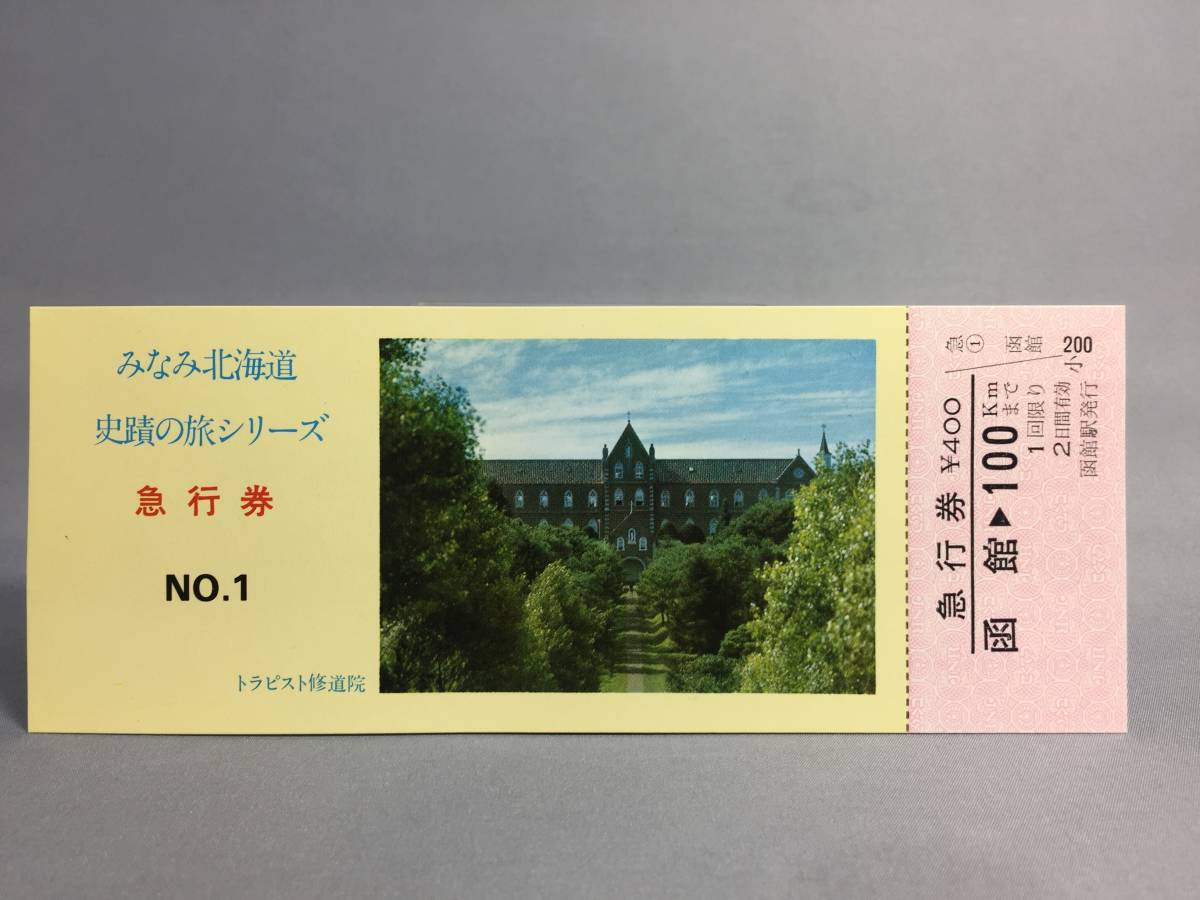 みなみ北海道
史蹟の旅シリーズ
急行券
NO.1
トラピスト修道院
急行券 ¥400
函館▶100Kmまで
1回限り
2日間有効
函館駅発行
急①
函館
小
200